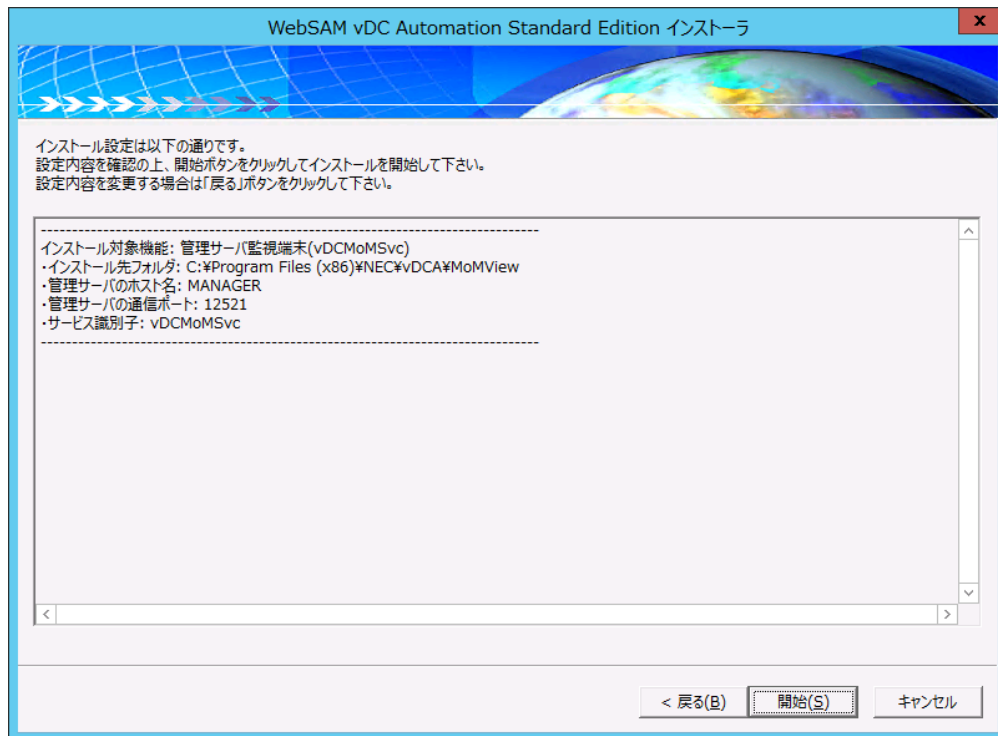 WebSAM vDC Automation Standard Edition インストーラ
x
インストール設定は以下の通りです。
設定内容を確認の上、開始ボタンをクリックしてインストールを開始して下さい。
設定内容を変更する場合は「戻る」ボタンをクリックして下さい。
--------------------------------------------------------------------------------
インストール対象機能: 管理サーバ監視端末(vDCMoMSvc)
・インストール先フォルダ: C:¥Program Files (x86)¥NEC¥vDCA¥MoMView
・管理サーバのホスト名: MANAGER
・管理サーバの通信ポート: 12521
・サービス識別子: vDCMoMSvc
--------------------------------------------------------------------------------
< 戻る(B) 開始(S) キャンセル